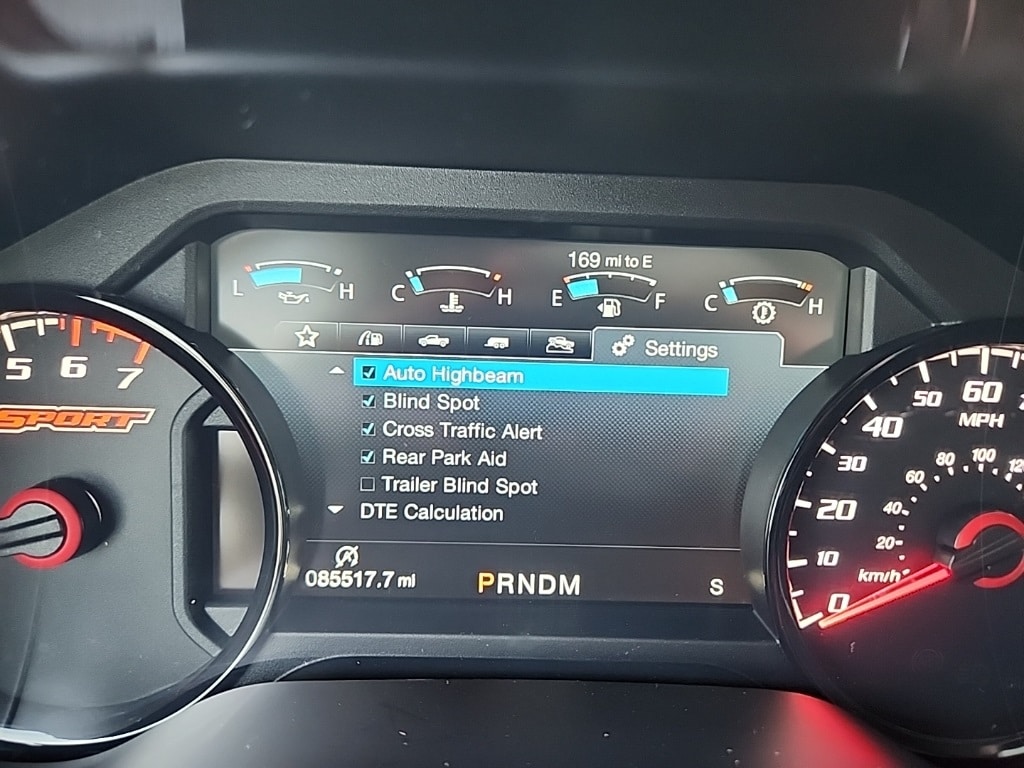 169 mi to E
L H C H E F C H
Settings
Auto Highbeam
Blind Spot
Cross Traffic Alert
Rear Park Aid
Trailer Blind Spot
DTE Calculation
085517.7 mi
PRNDM
S
5 6 7
SPORT
0 10 20 30 40 50 60
MPH
20 40 60 80 100
km/h